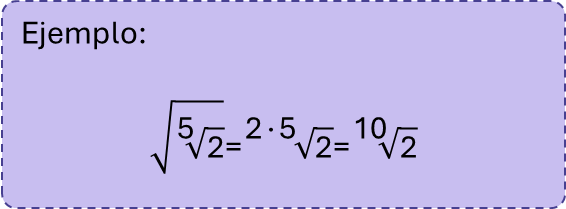 Ejemplo:
√(⁵√2) = ²·⁵√2 = ¹⁰√2